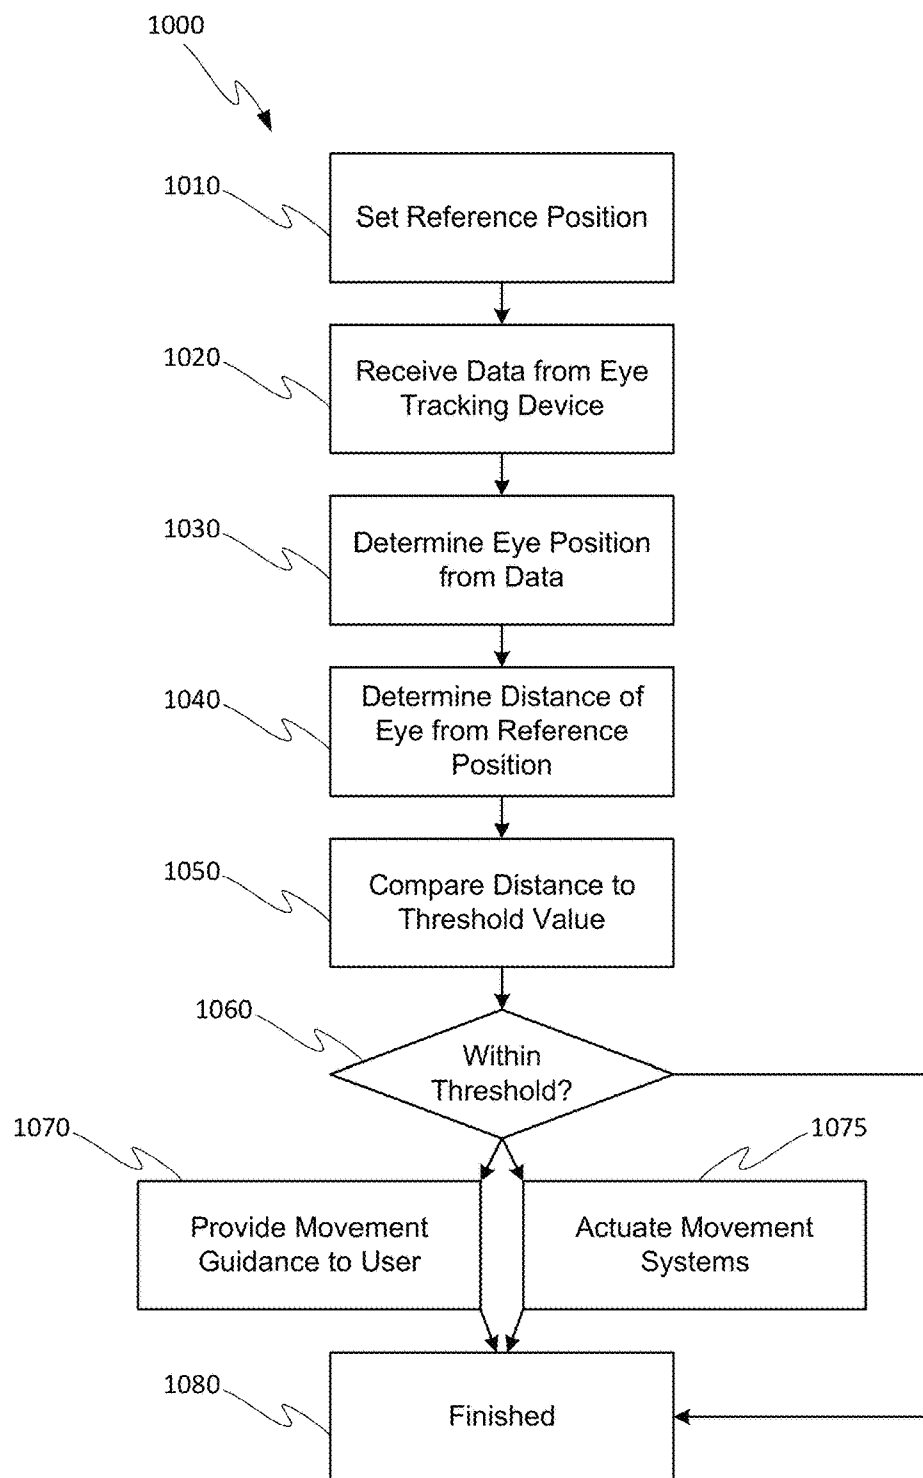 1000
1010
Set Reference Position
1020
Receive Data from Eye
Tracking Device
1030
Determine Eye Position
from Data
1040
Determine Distance of
Eye from Reference
Position
1050
Compare Distance to
Threshold Value
1060
Within
Threshold?
1070
1075
Provide Movement
Guidance to User
Actuate Movement
Systems
1080
Finished